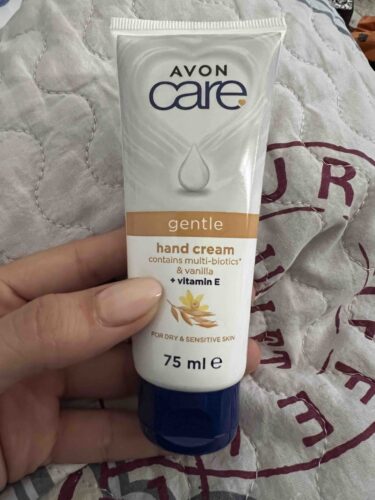 AVON
care
gentle
hand cream
contains multi-biotics*
& vanilla
+ vitamin E
FOR DRY & SENSITIVE SKIN
75 ml e